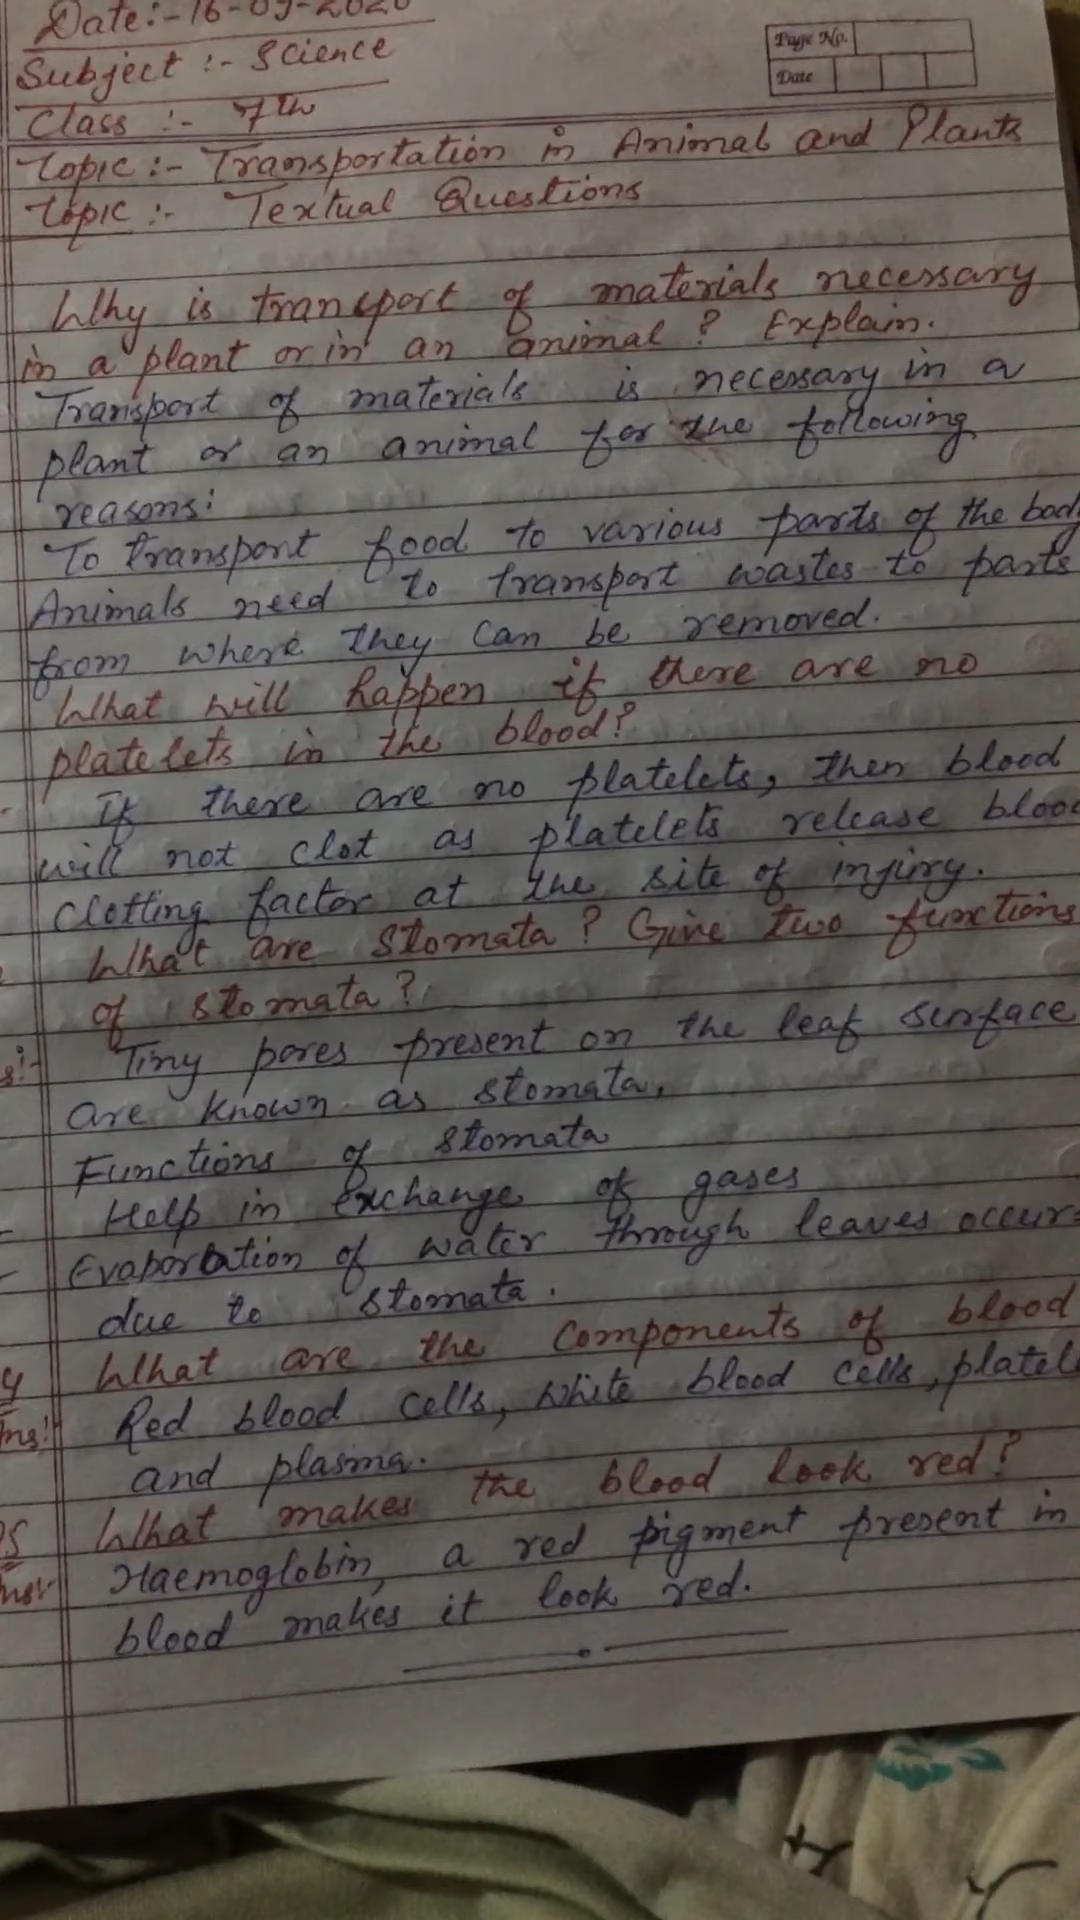 Date:- 16-09-2020
Subject :- Science
Class :- 7th
Page No.
Date
Topic :- Transportation in Animal and Plants
Topic :- Textual Questions
Why is transport of materials necessary
in a plant or in an animal ? Explain.
Transport of materials is necessary in a
plant or an animal for the following
reasons:
To transport food to various parts of the body
Animals need to transport wastes to parts
from where they can be removed.
What will happen if there are no
platelets in the blood?
If there are no platelets, then blood
will not clot as platelets release blood
clotting factor at the site of injury.
What are stomata ? Give two functions
of stomata ?
s:- Tiny pores present on the leaf surface
are known as stomata.
Functions of stomata
Help in exchange of gases
Evaporation of water through leaves occurs
due to stomata.
4 What are the components of blood
Ans:- Red blood cells, White blood cells, platel
and plasma.
5 What makes the blood look red?
Ans:- Haemoglobin, a red pigment present in
blood makes it look red.